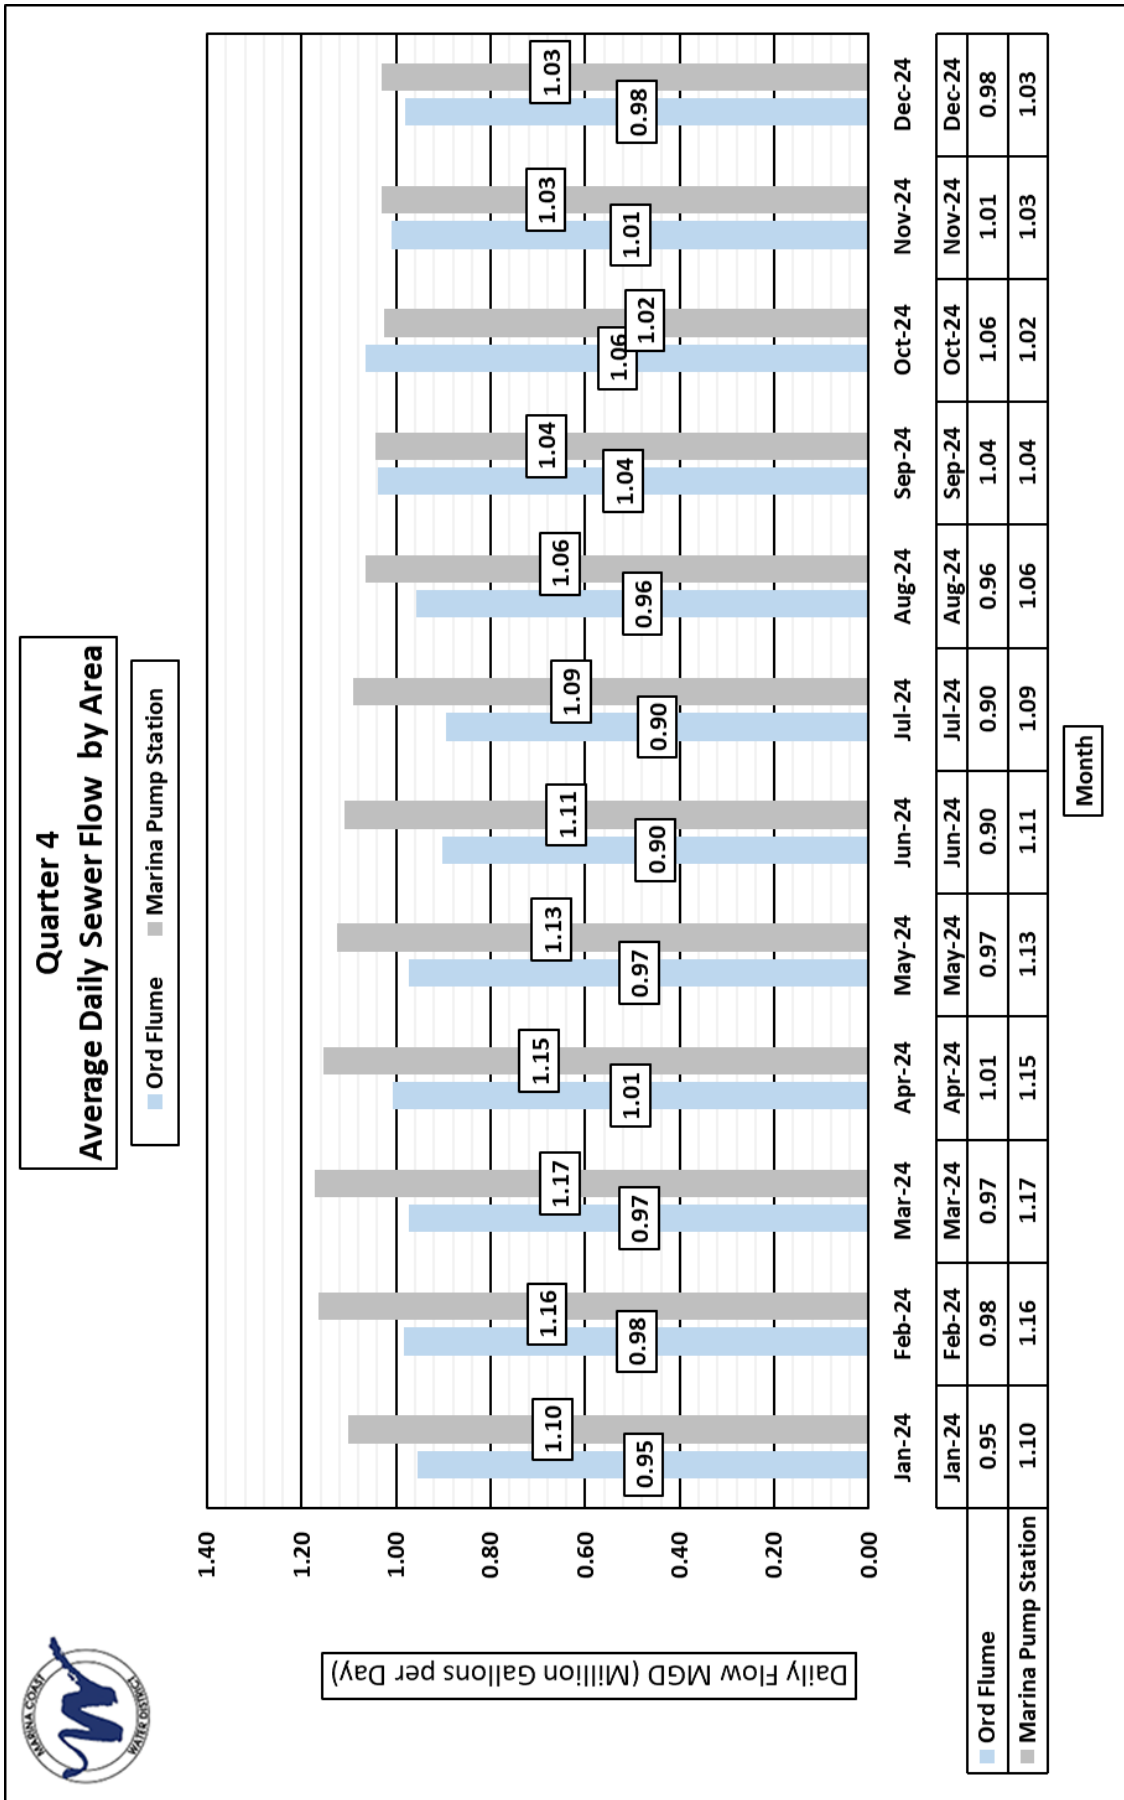 MARINA COAST
WATER DISTRICT
Quarter 4
Average Daily Sewer Flow by Area
Ord Flume Marina Pump Station
Daily Flow MGD (Million Gallons per Day)
1.40
1.20
1.00
0.80
0.60
0.40
0.20
0.00
1.10 1.16 1.17 1.15 1.13 1.11 1.09 1.06 1.04 1.02 1.03 1.03
0.95 0.98 0.97 1.01 0.97 0.90 0.90 0.96 1.04 1.06 1.01 0.98
Jan-24 Feb-24 Mar-24 Apr-24 May-24 Jun-24 Jul-24 Aug-24 Sep-24 Oct-24 Nov-24 Dec-24
Jan-24 Feb-24 Mar-24 Apr-24 May-24 Jun-24 Jul-24 Aug-24 Sep-24 Oct-24 Nov-24 Dec-24
Ord Flume 0.95 0.98 0.97 1.01 0.97 0.90 0.90 0.96 1.04 1.06 1.01 0.98
Marina Pump Station 1.10 1.16 1.17 1.15 1.13 1.11 1.09 1.06 1.04 1.02 1.03 1.03
Month